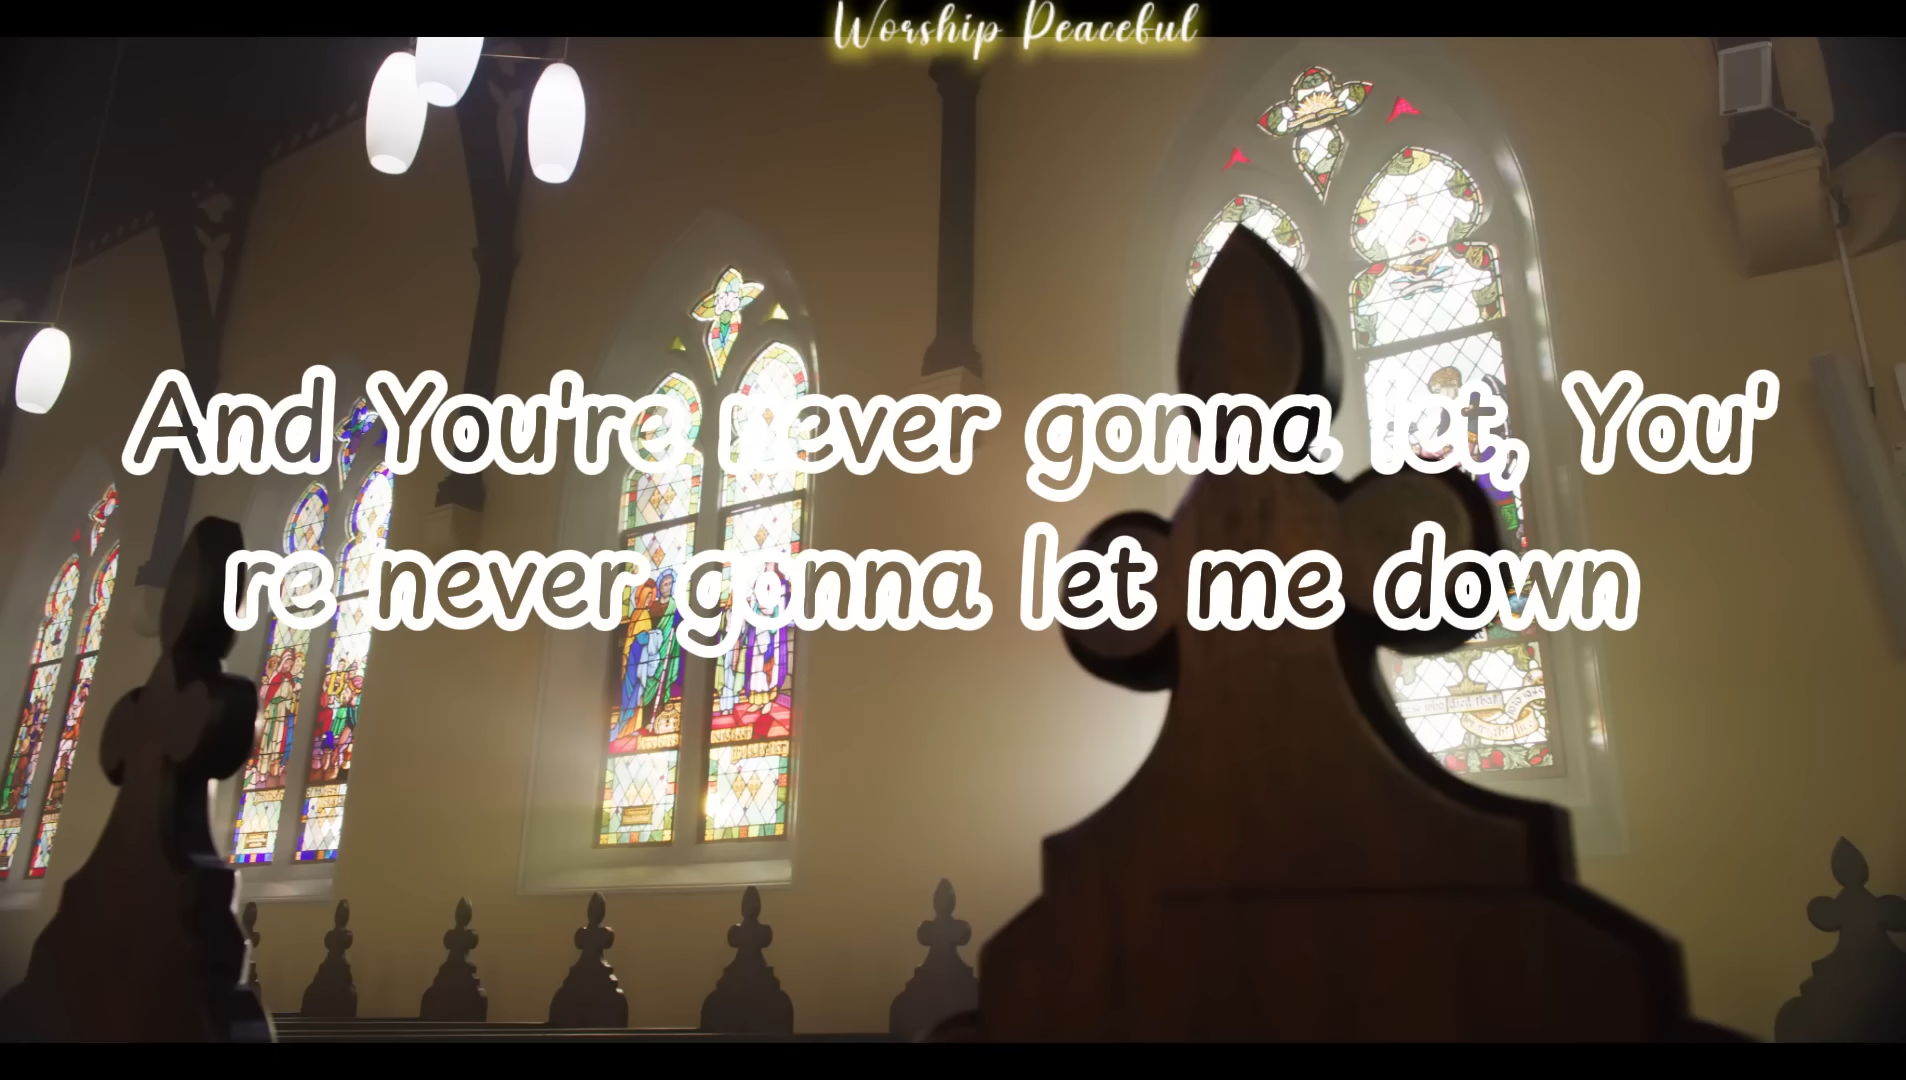 Worship Peaceful
And You're never gonna let, You'
re never gonna let me down